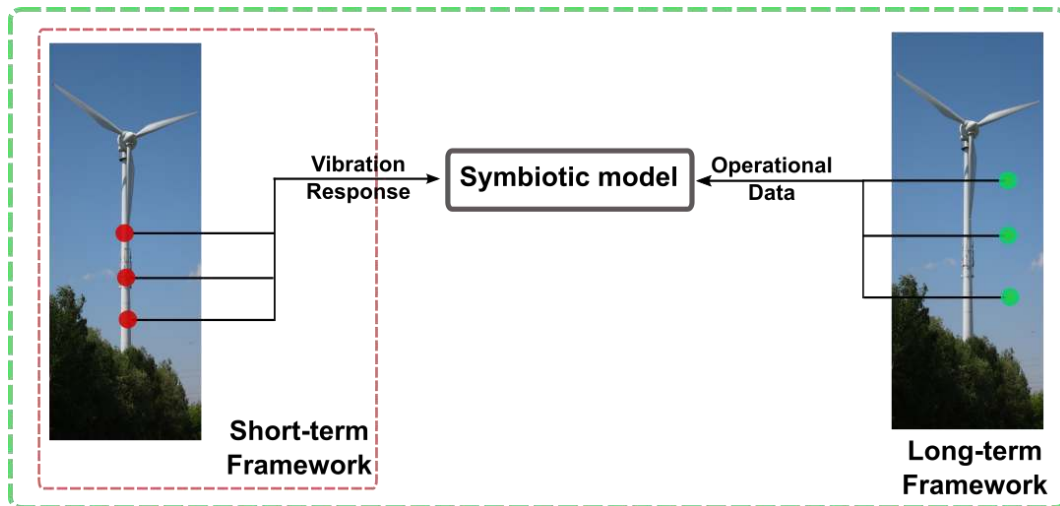 Vibration
Response
Symbiotic model
Operational
Data
Short-term
Framework
Long-term
Framework